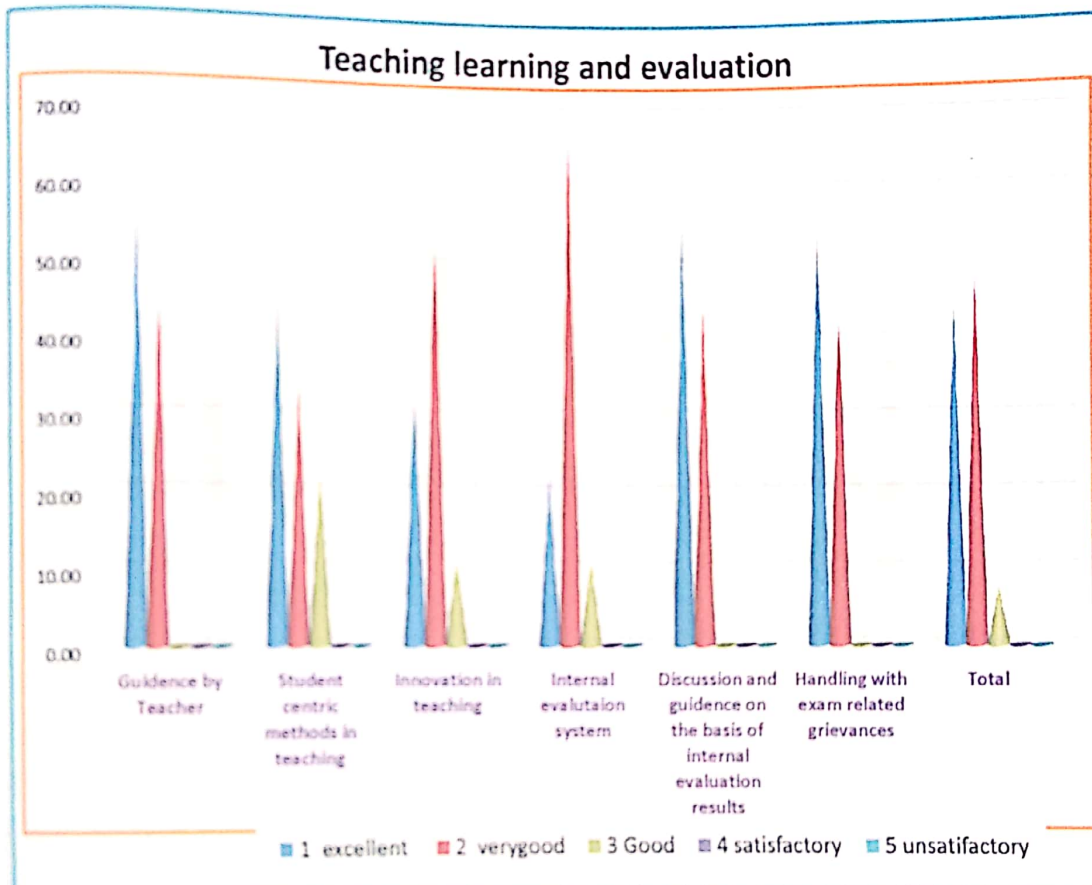 Teaching learning and evaluation
70.00
60.00
50.00
40.00
30.00
20.00
10.00
0.00
Guidence by
Teacher
Student
centric
methods in
teaching
Innovation in
teaching
Internal
evalutaion
system
Discussion and
guidence on
the basis of
internal
evaluation
results
Handling with
exam related
grievances
Total
1 excellent
2 verygood
3 Good
4 satisfactory
5 unsatifactory